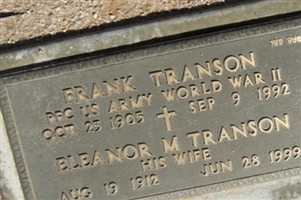 FRANK TRANSON
PFC US ARMY WORLD WAR II
OCT 25 1905 SEP 9 1992
ELEANOR M TRANSON
HIS WIFE
AUG 19 1912 JUN 28 1999